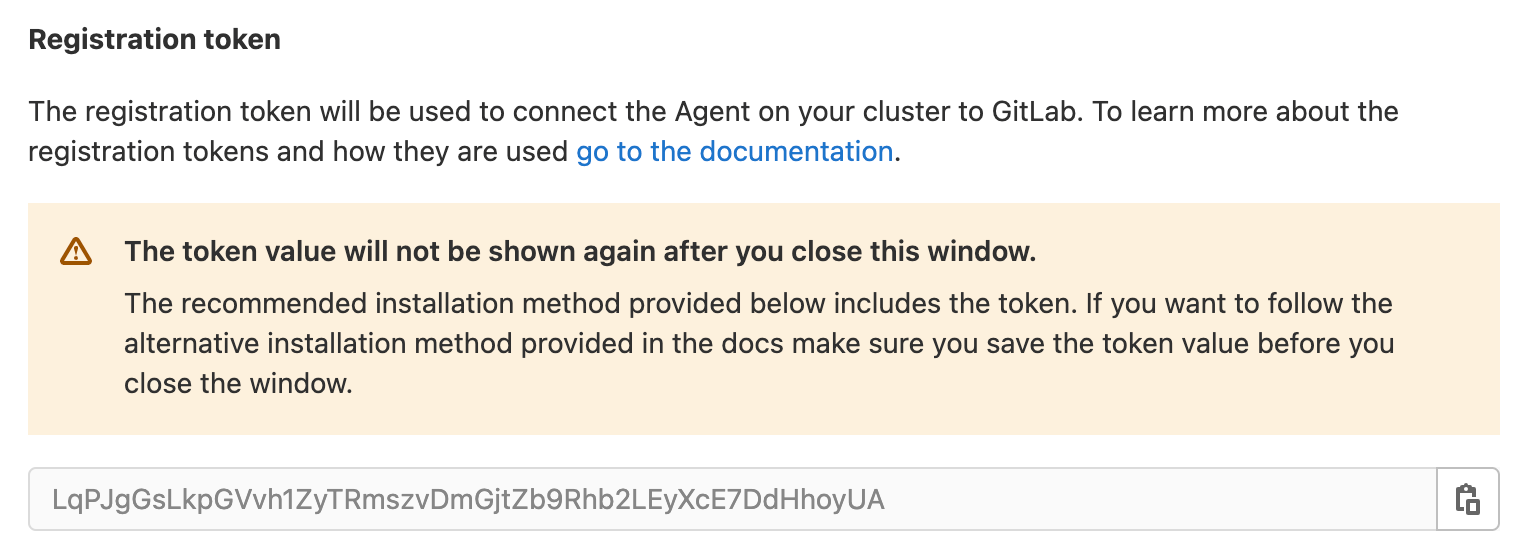 Registration token
The registration token will be used to connect the Agent on your cluster to GitLab. To learn more about the
registration tokens and how they are used go to the documentation.
The token value will not be shown again after you close this window.
The recommended installation method provided below includes the token. If you want to follow the
alternative installation method provided in the docs make sure you save the token value before you
close the window.
LqPJgGsLkpGVvh1ZyTRmszvDmGjtZb9Rhb2LEyXcE7DdHhoyUA